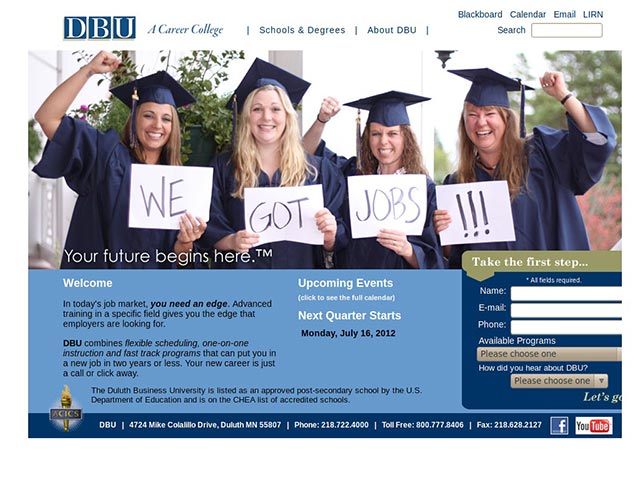 Blackboard Calendar Email LIRN
DBU A Career College | Schools & Degrees | About DBU | Search
WE GOT JOBS !!!
Your future begins here.™
Take the first step...
* All fields required.
Name:
E-mail:
Phone:
Available Programs
Please choose one
How did you hear about DBU?
Please choose one
Let's go
Welcome
In today's job market, you need an edge. Advanced
training in a specific field gives you the edge that
employers are looking for.
DBU combines flexible scheduling, one-on-one
instruction and fast track programs that can put you in
a new job in two years or less. Your new career is just
a call or click away.
Upcoming Events
(click to see the full calendar)
Next Quarter Starts
Monday, July 16, 2012
The Duluth Business University is listed as an approved post-secondary school by the U.S.
Department of Education and is on the CHEA list of accredited schools.
ACICS
DBU | 4724 Mike Colalillo Drive, Duluth MN 55807 | Phone: 218.722.4000 | Toll Free: 800.777.8406 | Fax: 218.628.2127
f You Tube